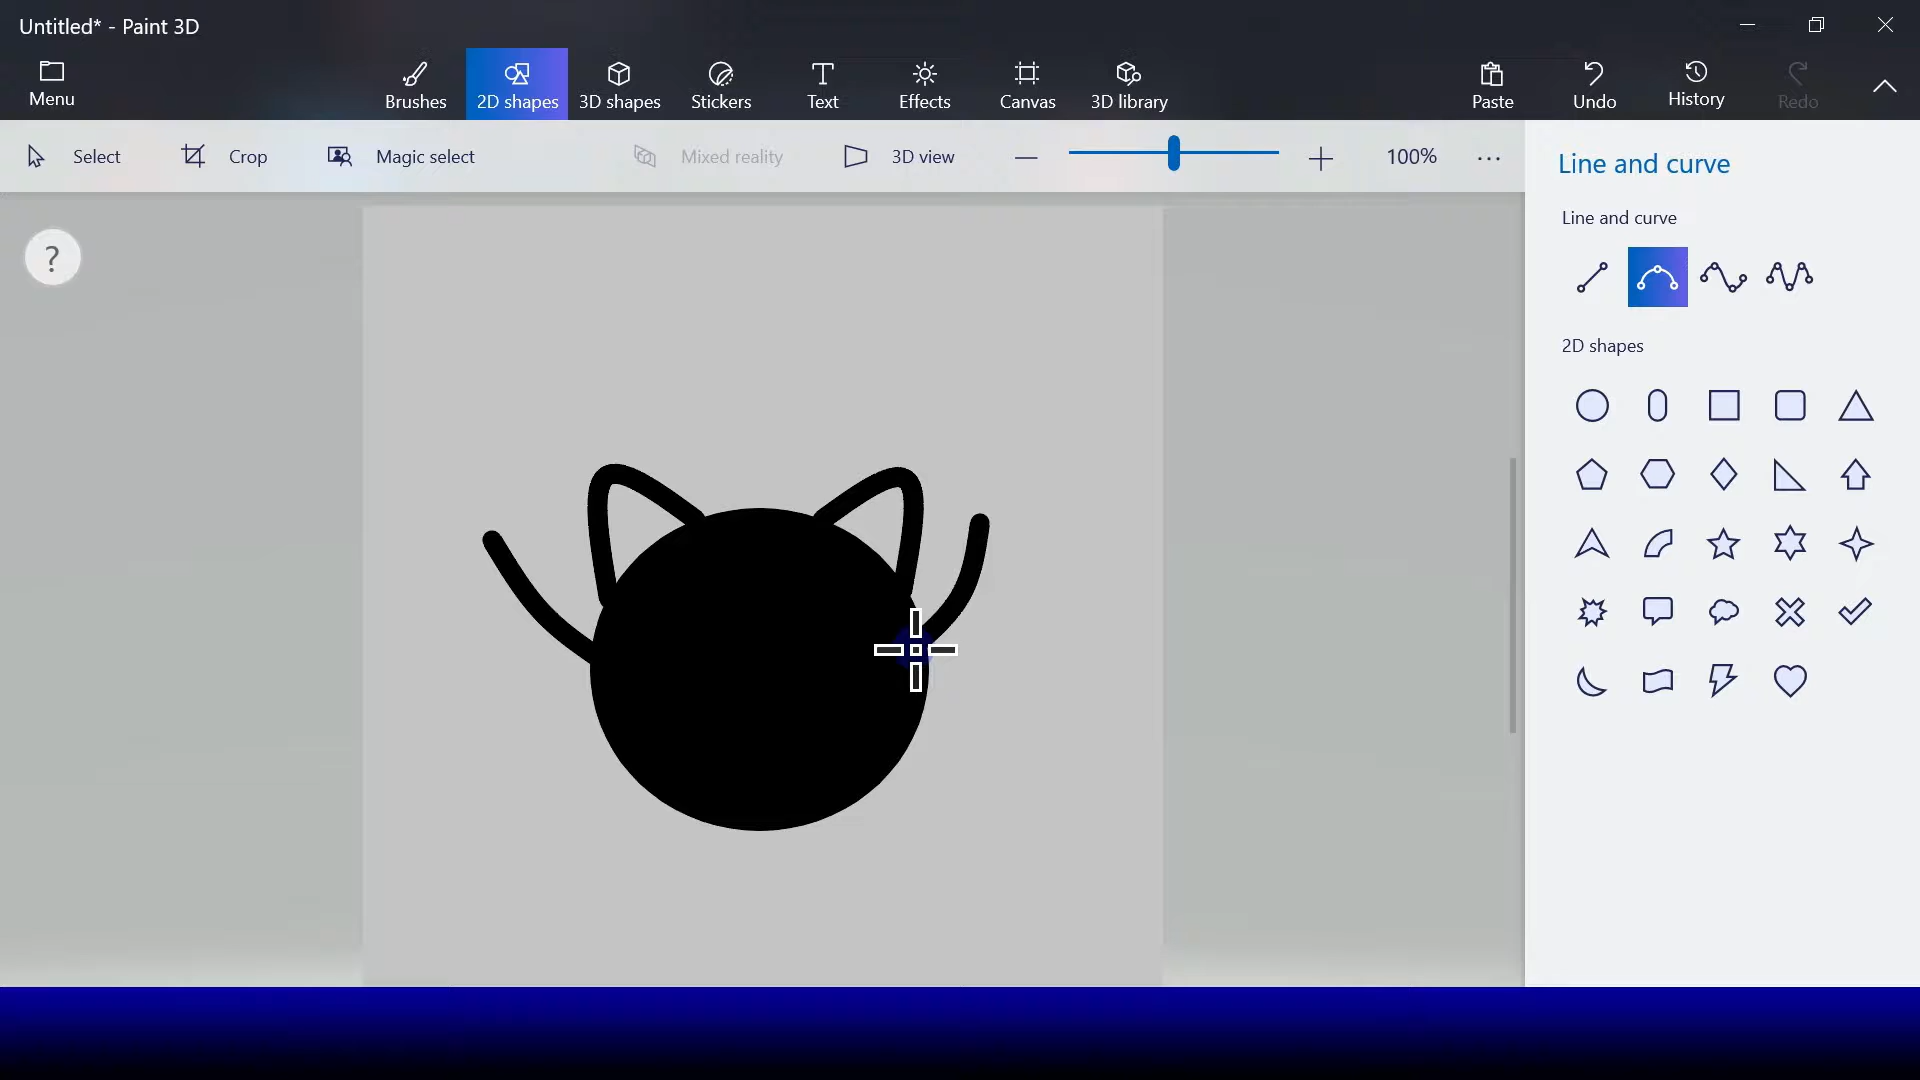 Untitled* - Paint 3D
Menu
Brushes
2D shapes
3D shapes
Stickers
Text
Effects
Canvas
3D library
Paste
Undo
History
Redo
Select
Crop
Magic select
Mixed reality
3D view
100%
Line and curve
Line and curve
2D shapes
?